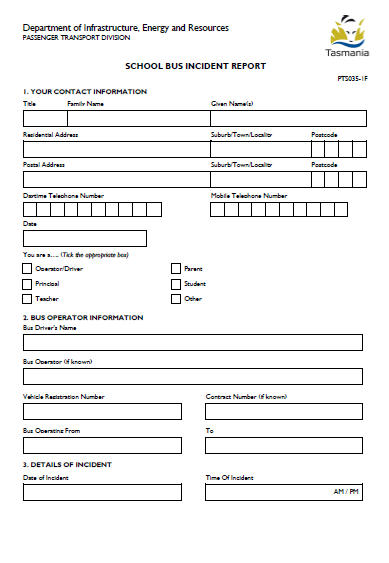 Department of Infrastructure, Energy and Resources
PASSENGER TRANSPORT DIVISION
Tasmania
SCHOOL BUS INCIDENT REPORT
PTS035-1F
1. YOUR CONTACT INFORMATION
Title Family Name Given Name(s)
Residential Address Suburb/Town/Locality Postcode
Postal Address Suburb/Town/Locality Postcode
Daytime Telephone Number Mobile Telephone Number
Date
You are a.... (Tick the appropriate box)
Operator/Driver Parent
Principal Student
Teacher Other
2. BUS OPERATOR INFORMATION
Bus Driver's Name
Bus Operator (if known)
Vehicle Registration Number Contract Number (if known)
Bus Operating From To
3. DETAILS OF INCIDENT
Date of Incident Time Of Incident
AM / PM